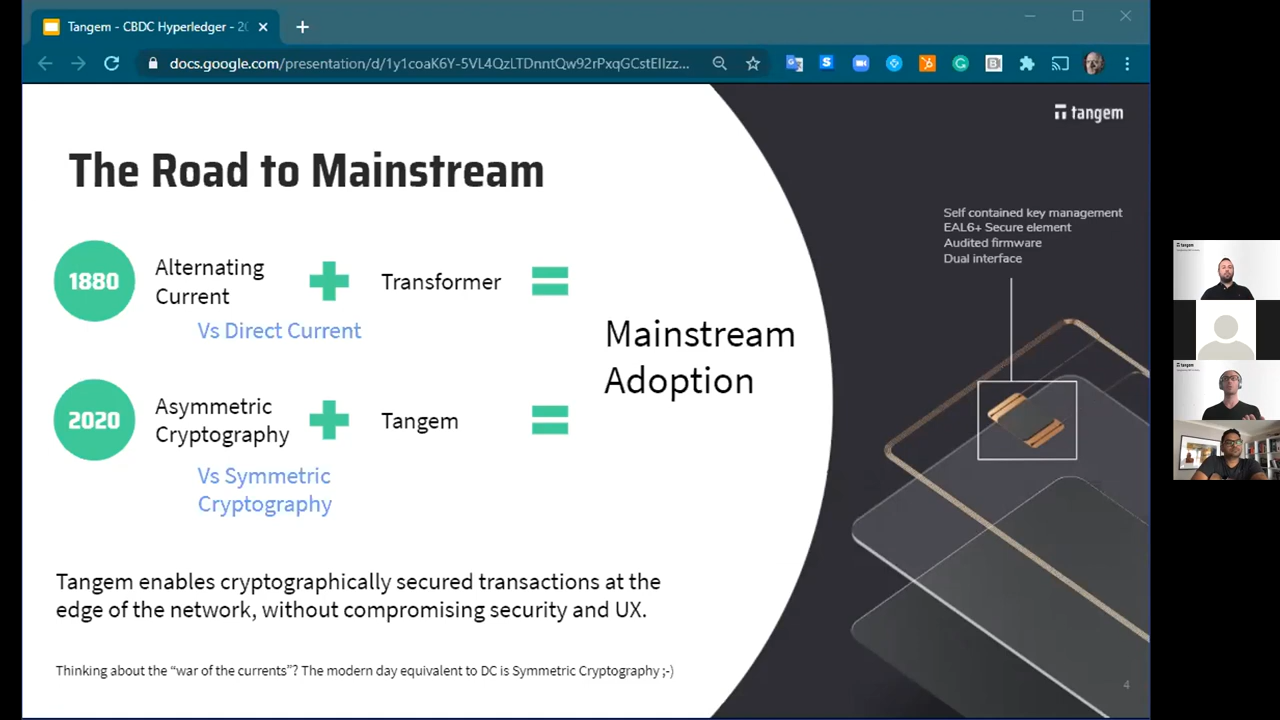 Tangem - CBDC Hyperledger - 20
docs.google.com/presentation/d/1y1coaK6Y-5VL4QzLTDnntQw92rPxqGCstEIIzz...
tangem
The Road to Mainstream
Self contained key management
EAL6+ Secure element
Audited firmware
Dual interface
1880
Alternating
Current
Transformer
Vs Direct Current
Mainstream
Adoption
2020
Asymmetric
Cryptography
Tangem
Vs Symmetric
Cryptography
Tangem enables cryptographically secured transactions at the
edge of the network, without compromising security and UX.
Thinking about the “war of the currents”? The modern day equivalent to DC is Symmetric Cryptography ;-)
4
tangem
tangem